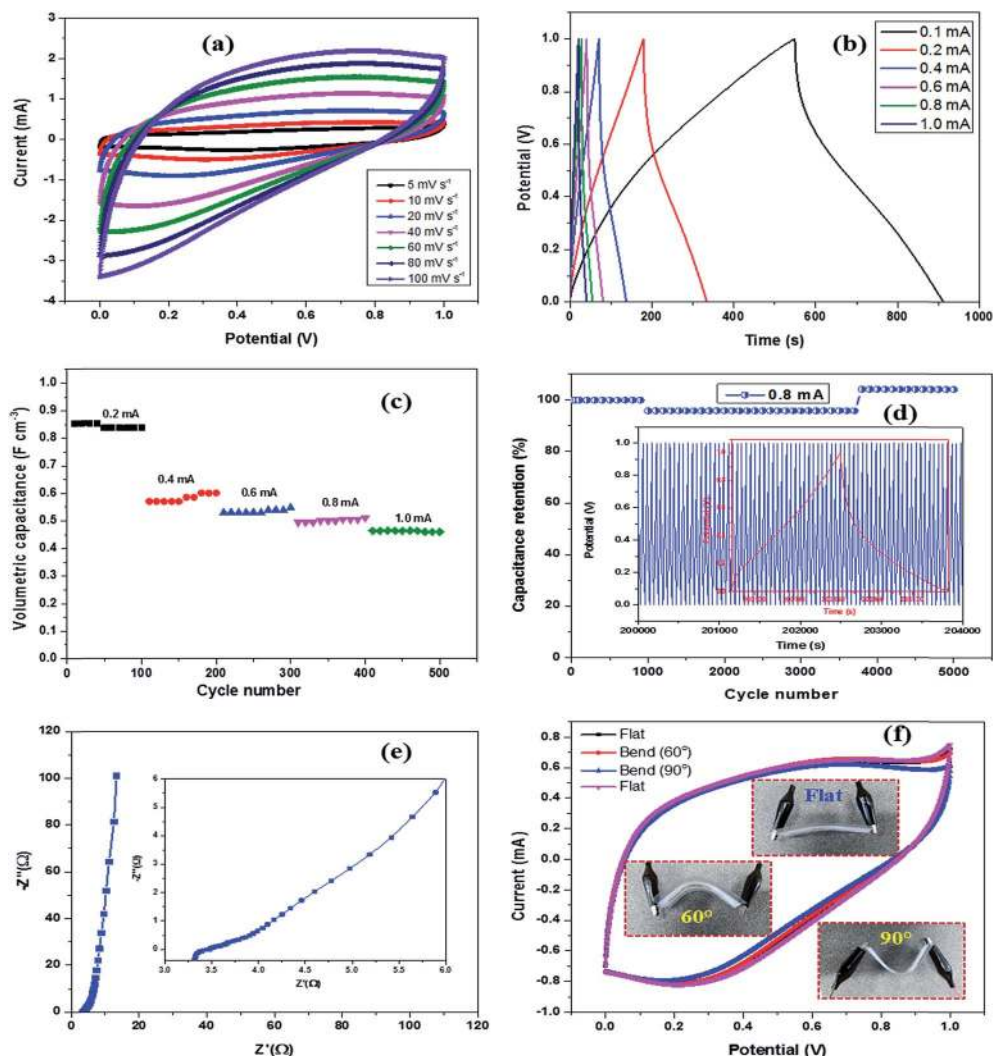 (a)
Current (mA)
3
2
1
0
-1
-2
-3
-4
5 mV s⁻¹
10 mV s⁻¹
20 mV s⁻¹
40 mV s⁻¹
60 mV s⁻¹
80 mV s⁻¹
100 mV s⁻¹
0.0 0.2 0.4 0.6 0.8 1.0
Potential (V)
(b)
Potential (V)
1.0
0.8
0.6
0.4
0.2
0.0
0.1 mA
0.2 mA
0.4 mA
0.6 mA
0.8 mA
1.0 mA
0 200 400 600 800 1000
Time (s)
(c)
Volumetric capacitance (F cm⁻³)
1.0
0.9
0.8
0.7
0.6
0.5
0.4
0.3
0.2
0.1
0.0
0.2 mA
0.4 mA
0.6 mA
0.8 mA
1.0 mA
0 100 200 300 400 500
Cycle number
(d)
Capacitance retention (%)
100
80
60
40
20
0
0.8 mA
Potential (V)
1.0
0.8
0.6
0.4
0.2
0.0
Time (s)
200000 201000 202000 203000 204000
Time (s)
0 1000 2000 3000 4000 5000
Cycle number
(e)
-Z''(Ω)
120
100
80
60
40
20
0
-Z''(Ω)
6
5
4
3
2
1
0
3.0 3.5 4.0 4.5 5.0 5.5 6.0
Z'(Ω)
0 20 40 60 80 100 120
Z'(Ω)
(f)
Current (mA)
0.8
0.6
0.4
0.2
0.0
-0.2
-0.4
-0.6
-0.8
-1.0
Flat
Bend (60°)
Bend (90°)
Flat
Flat
60°
90°
0.0 0.2 0.4 0.6 0.8 1.0
Potential (V)